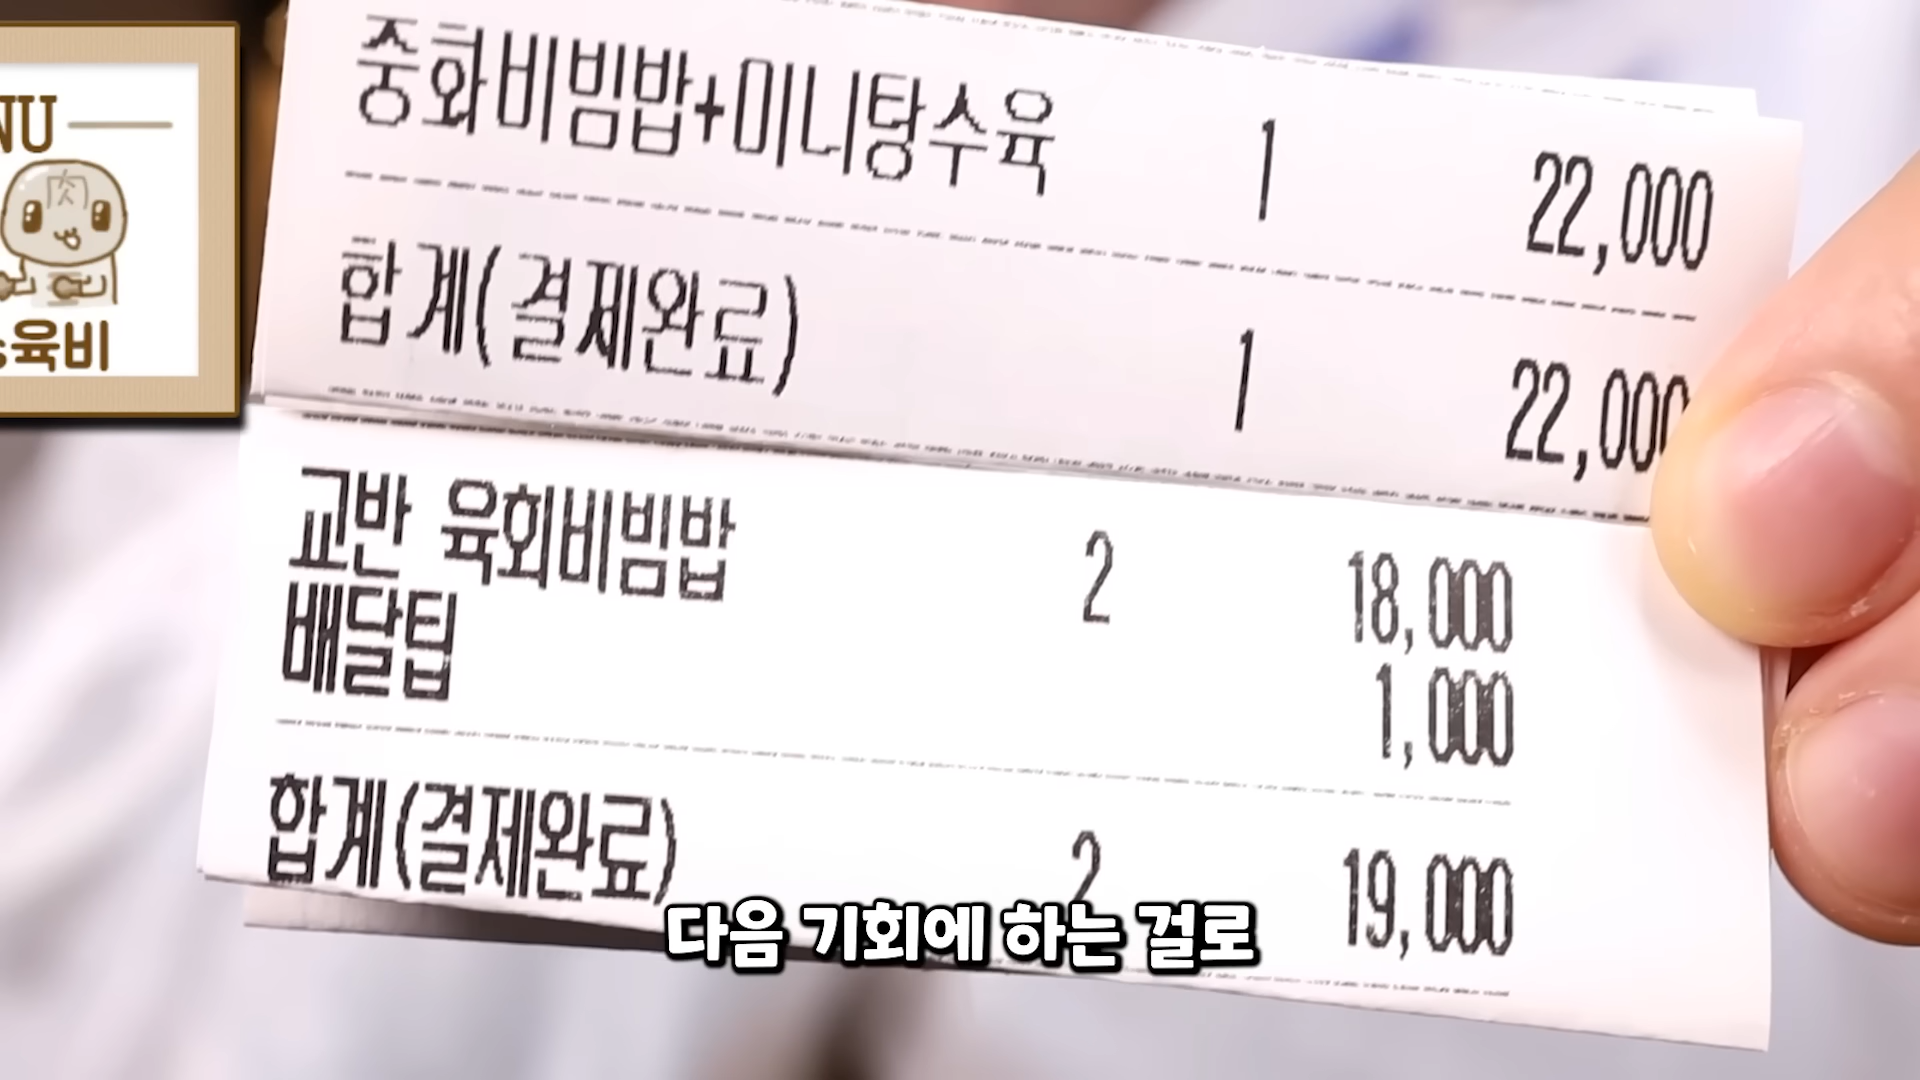 NU
肉
육비
중화비빔밥+미니탕수육 1 22,000
합계(결제완료) 1 22,000
교반 육회비빔밥 2 18,000
배달팁 1,000
합계(결제완료) 2 19,000
다음 기회에 하는 걸로